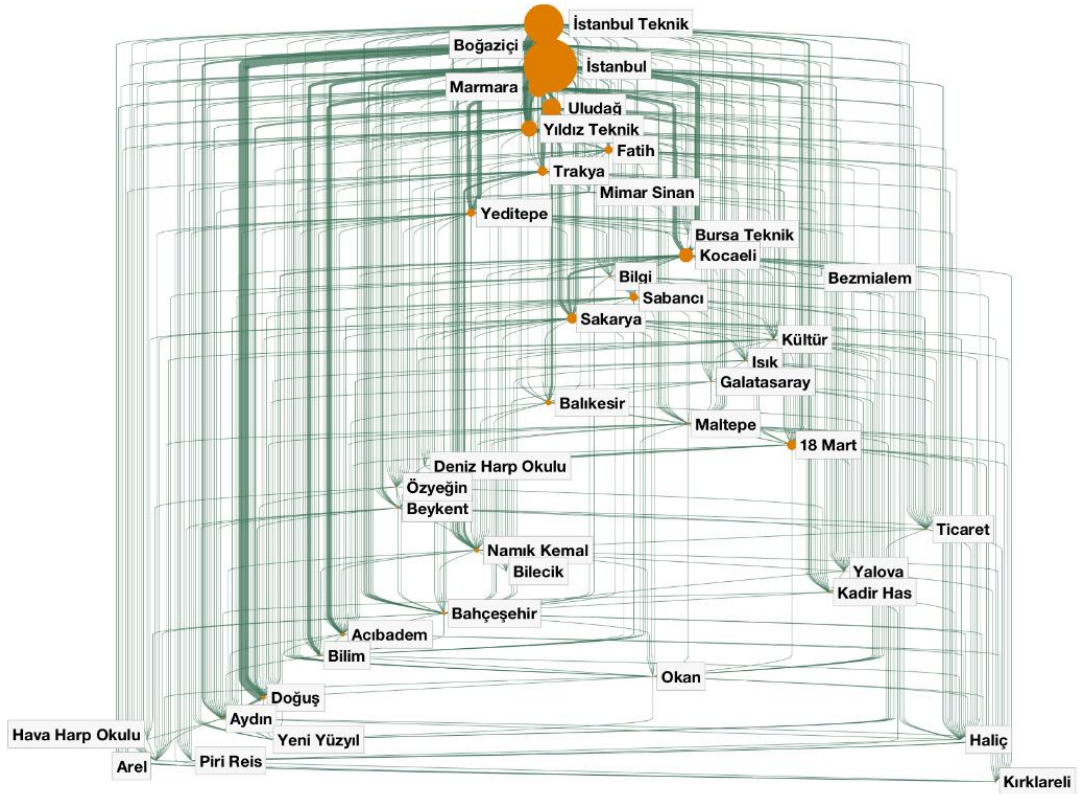 İstanbul Teknik
Boğaziçi
İstanbul
Marmara
Uludağ
Yıldız Teknik
Fatih
Trakya
Mimar Sinan
Yeditepe
Bursa Teknik
Kocaeli
Bilgi
Bezmialem
Sabancı
Sakarya
Kültür
Işık
Galatasaray
Balıkesir
Maltepe
18 Mart
Deniz Harp Okulu
Özyeğin
Beykent
Ticaret
Namık Kemal
Bilecik
Yalova
Kadir Has
Bahçeşehir
Acıbadem
Bilim
Okan
Doğuş
Aydın
Hava Harp Okulu
Yeni Yüzyıl
Haliç
Piri Reis
Arel
Kırklareli